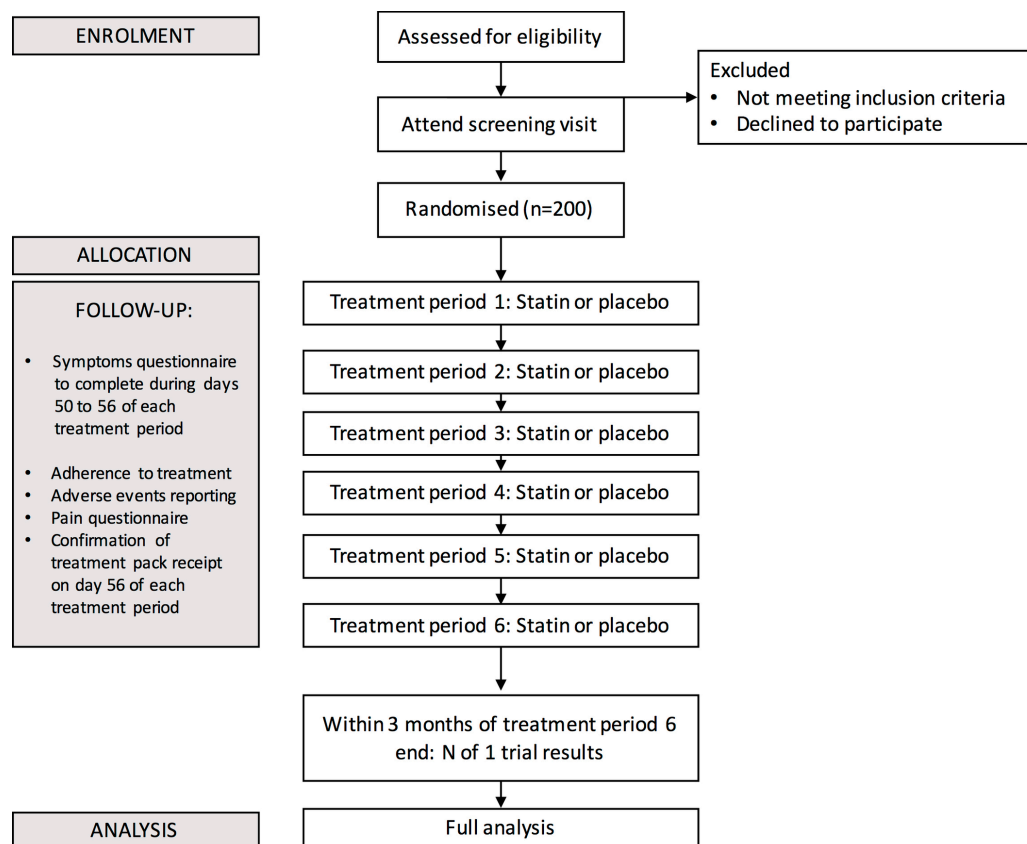 ENROLMENT
Assessed for eligibility
Excluded
• Not meeting inclusion criteria
• Declined to participate
Attend screening visit
Randomised (n=200)
ALLOCATION
FOLLOW-UP:
• Symptoms questionnaire
to complete during days
50 to 56 of each
treatment period
• Adherence to treatment
• Adverse events reporting
• Pain questionnaire
• Confirmation of
treatment pack receipt
on day 56 of each
treatment period
Treatment period 1: Statin or placebo
Treatment period 2: Statin or placebo
Treatment period 3: Statin or placebo
Treatment period 4: Statin or placebo
Treatment period 5: Statin or placebo
Treatment period 6: Statin or placebo
Within 3 months of treatment period 6
end: N of 1 trial results
ANALYSIS
Full analysis